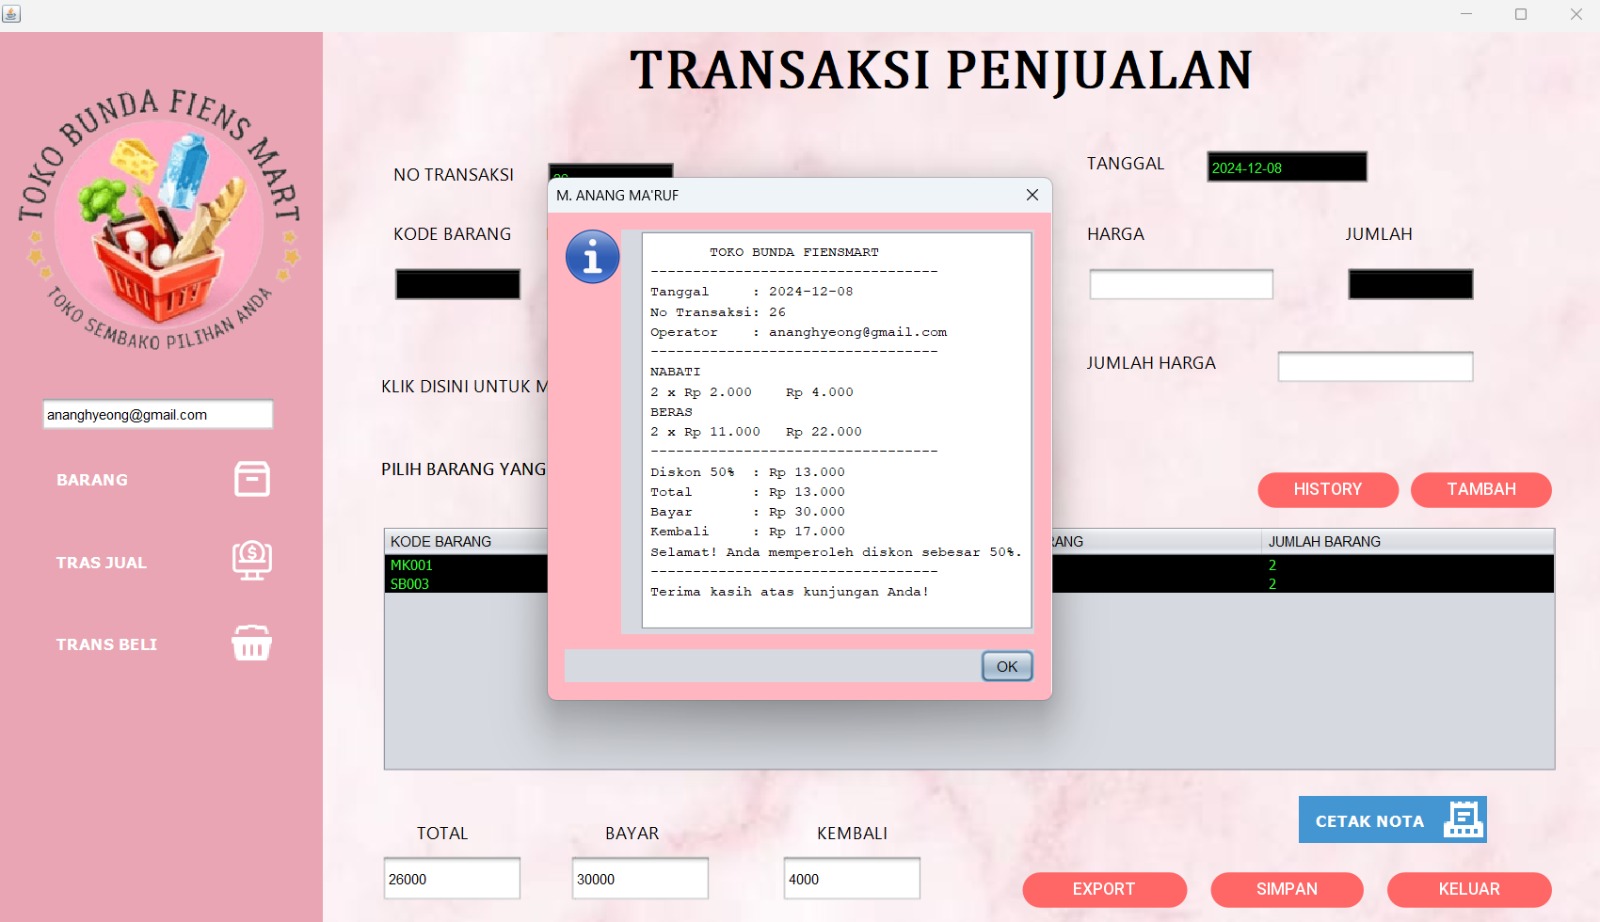 TRANSAKSI PENJUALAN
TOKO BUNDA FIENS MART
TOKO SEMBAKO PILIHAN ANDA
ananghyeong@gmail.com
BARANG
TRAS JUAL
TRANS BELI
NO TRANSAKSI
26
TANGGAL
2024-12-08
KODE BARANG
HARGA
JUMLAH
JUMLAH HARGA
KLIK DISINI UNTUK
PILIH BARANG YANG
HISTORY
TAMBAH
M. ANANG MA'RUF
TOKO BUNDA FIENSMART
----------------------------------
Tanggal : 2024-12-08
No Transaksi: 26
Operator : ananghyeong@gmail.com
----------------------------------
NABATI
2 x Rp 2.000 Rp 4.000
BERAS
2 x Rp 11.000 Rp 22.000
----------------------------------
Diskon 50% : Rp 13.000
Total : Rp 13.000
Bayar : Rp 30.000
Kembali : Rp 17.000
Selamat! Anda memperoleh diskon sebesar 50%.
----------------------------------
Terima kasih atas kunjungan Anda!
OK
KODE BARANG
JUMLAH BARANG
MK001 2
SB003 2
CETAK NOTA
TOTAL
BAYAR
KEMBALI
26000
30000
4000
EXPORT
SIMPAN
KELUAR